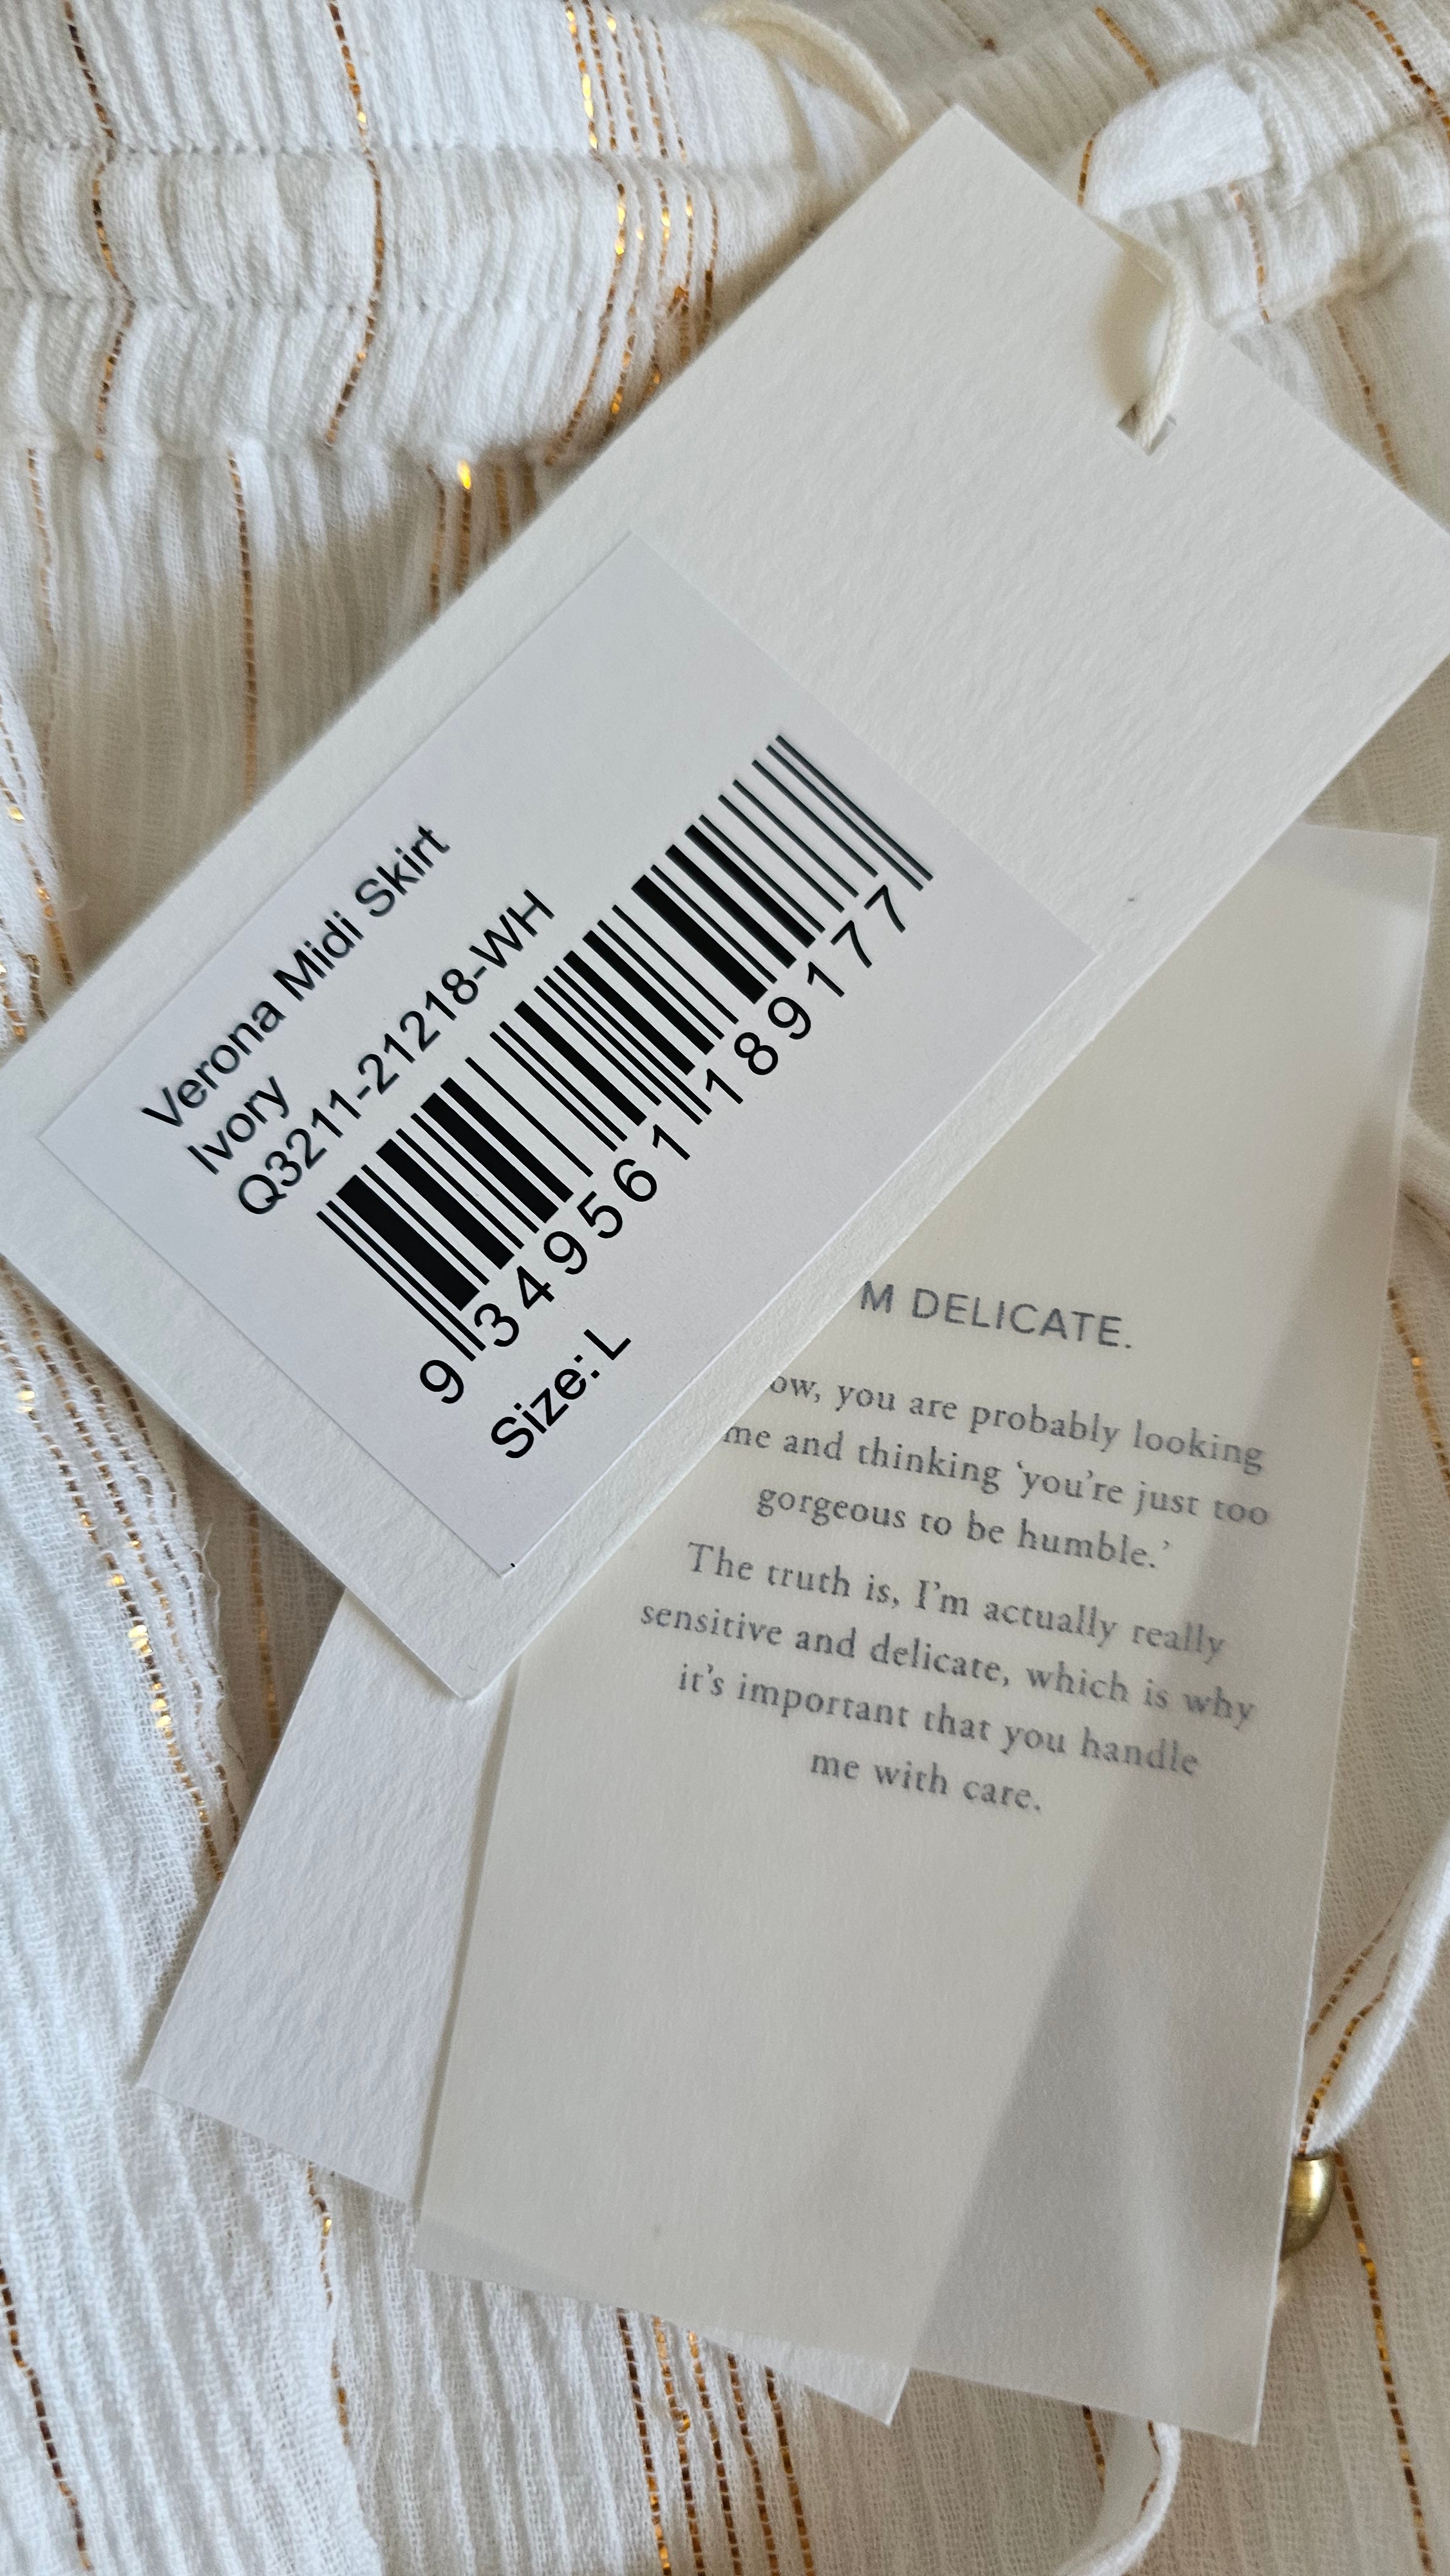 Verona Midi Skirt
Ivory
Q3211-21218-WH
9 349561 189177
Size: L
M DELICATE.
you are probably looking
me and thinking ‘you’re just too
gorgeous to be humble.’
The truth is, I’m actually really
sensitive and delicate, which is why
it’s important that you handle
me with care.